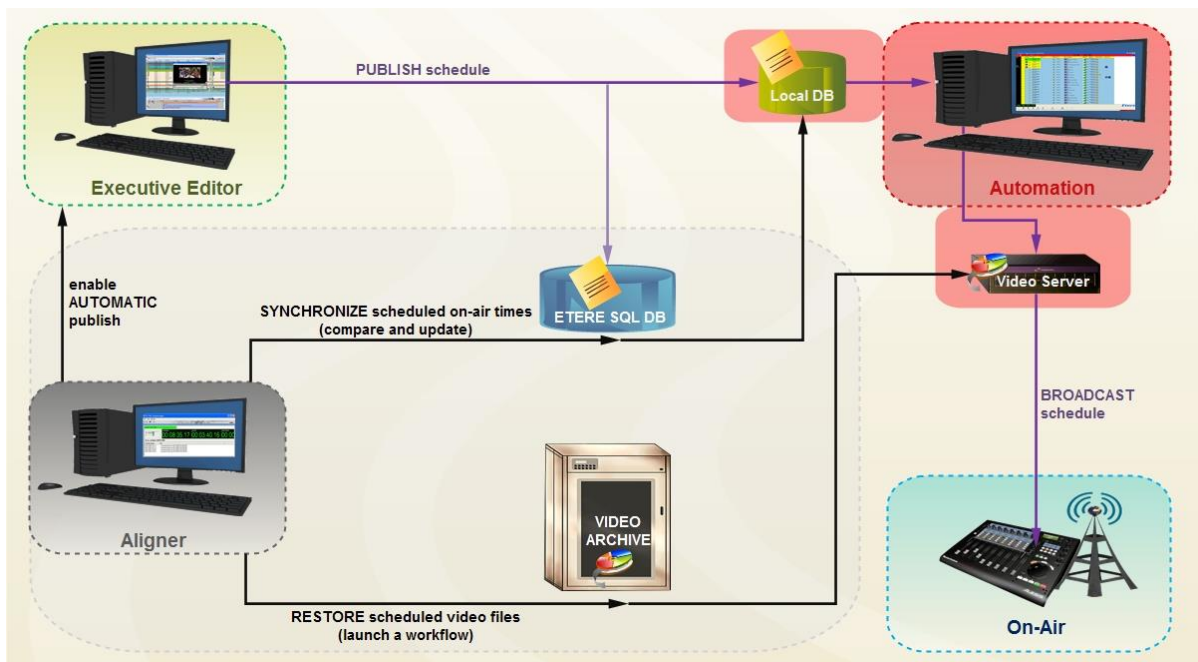 PUBLISH schedule
Local DB
Executive Editor
Automation
enable
AUTOMATIC
publish
SYNCHRONIZE scheduled on-air times
(compare and update)
ETERE SQL DB
Video Server
BROADCAST
schedule
Aligner
VIDEO
ARCHIVE
RESTORE scheduled video files
(launch a workflow)
On-Air